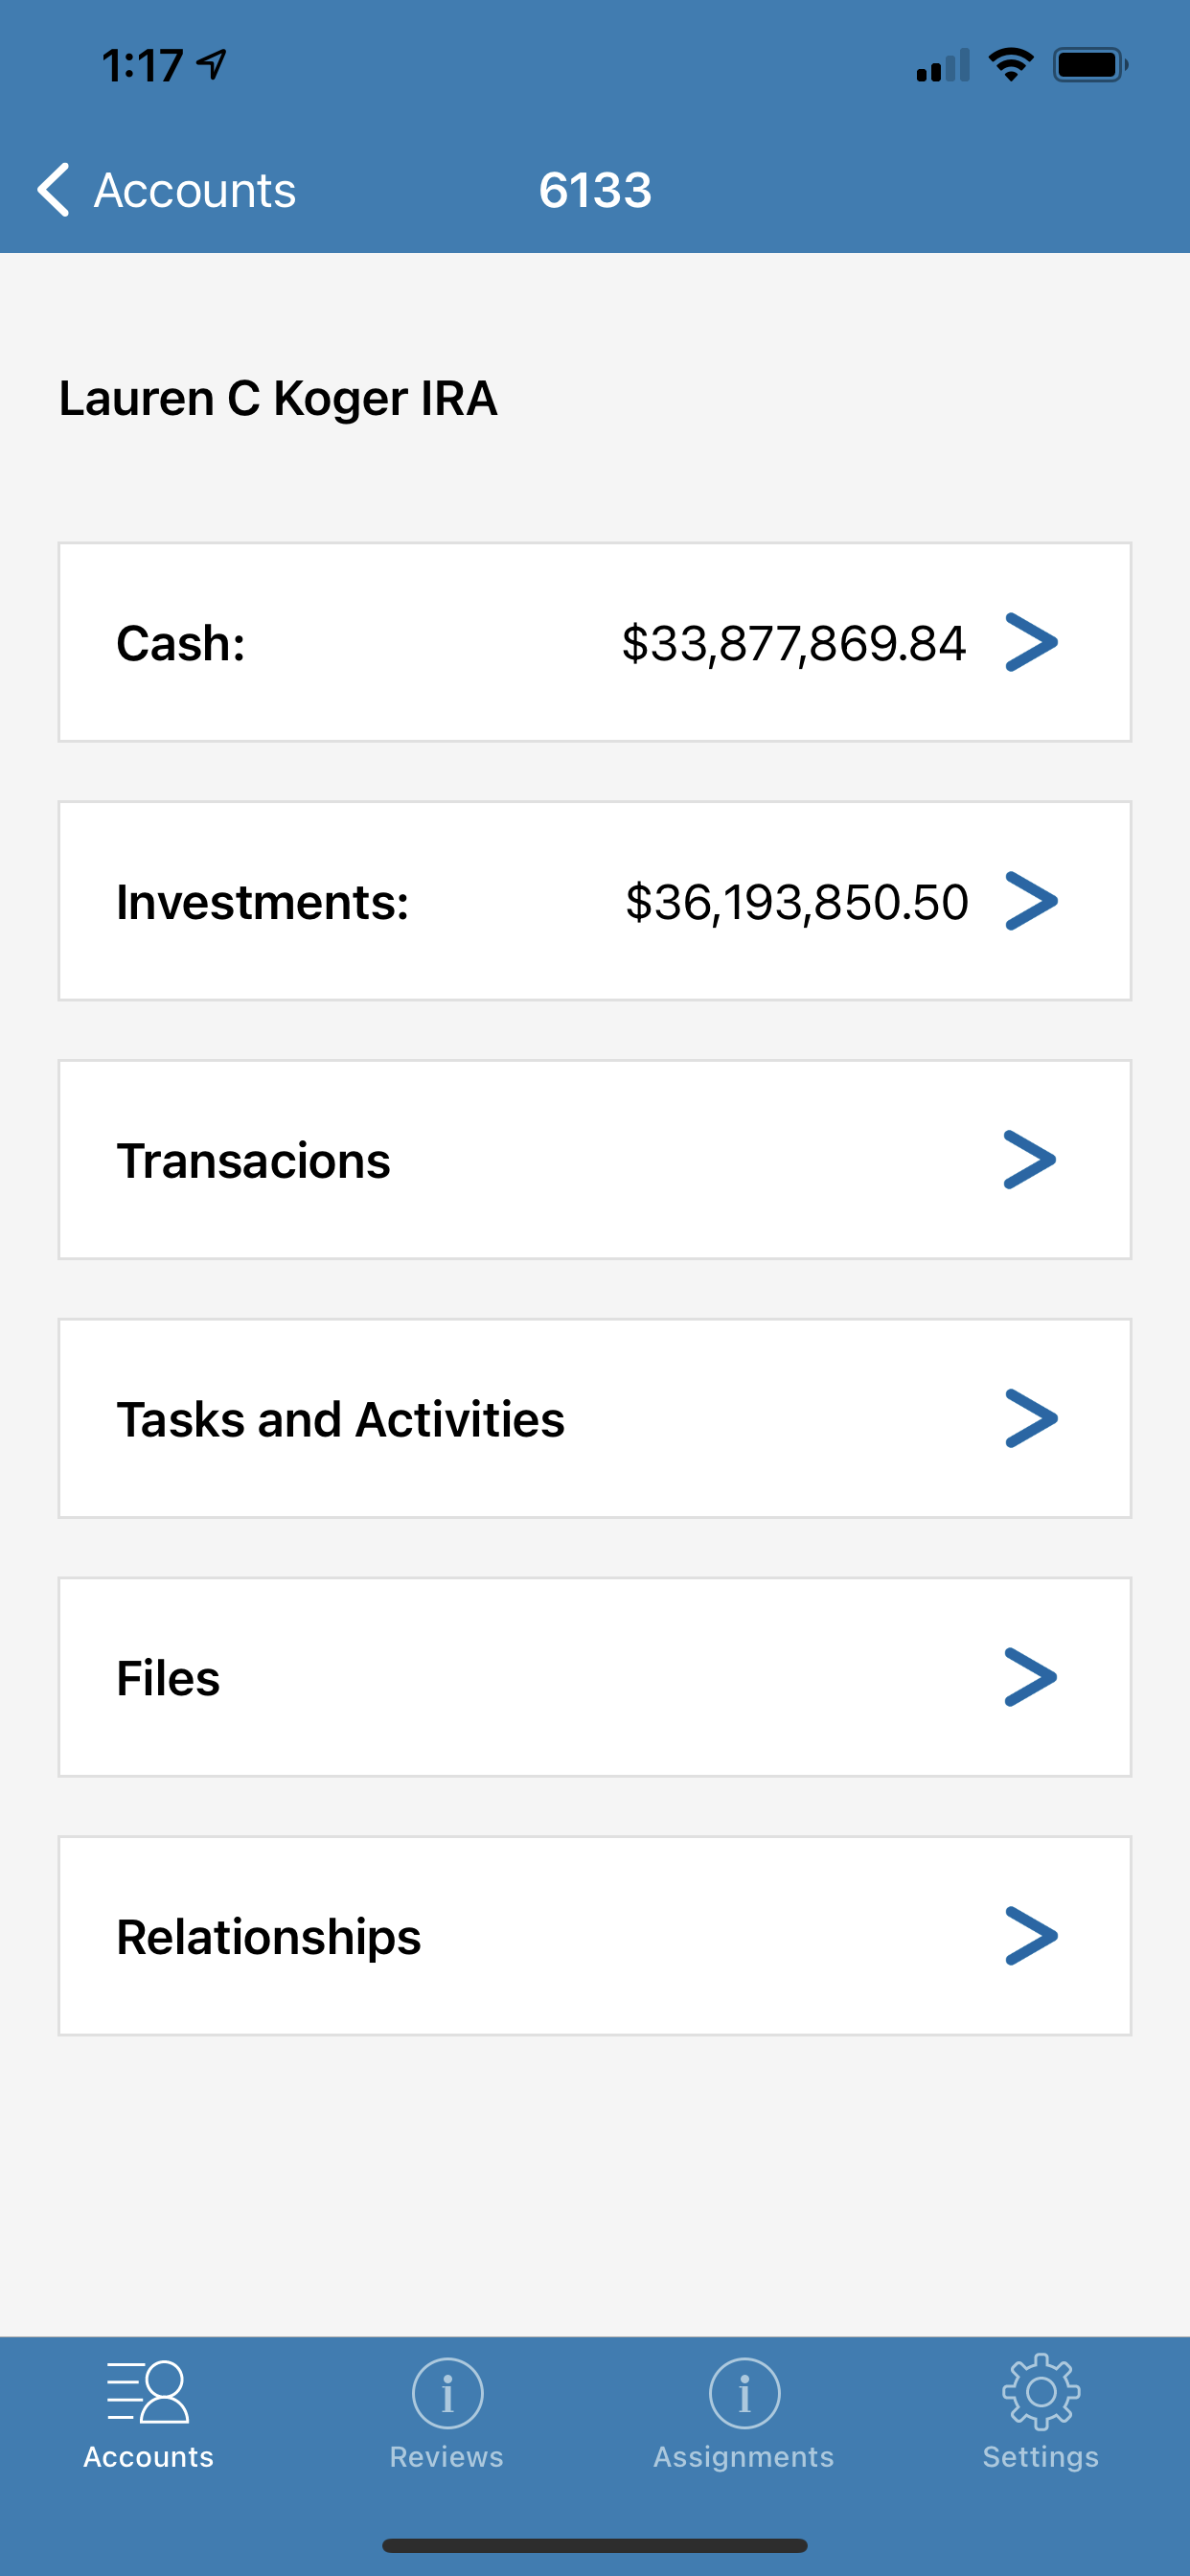 1:17
Accounts 6133
Lauren C Koger IRA
Cash: $33,877,869.84
Investments: $36,193,850.50
Transacions
Tasks and Activities
Files
Relationships
Accounts Reviews Assignments Settings